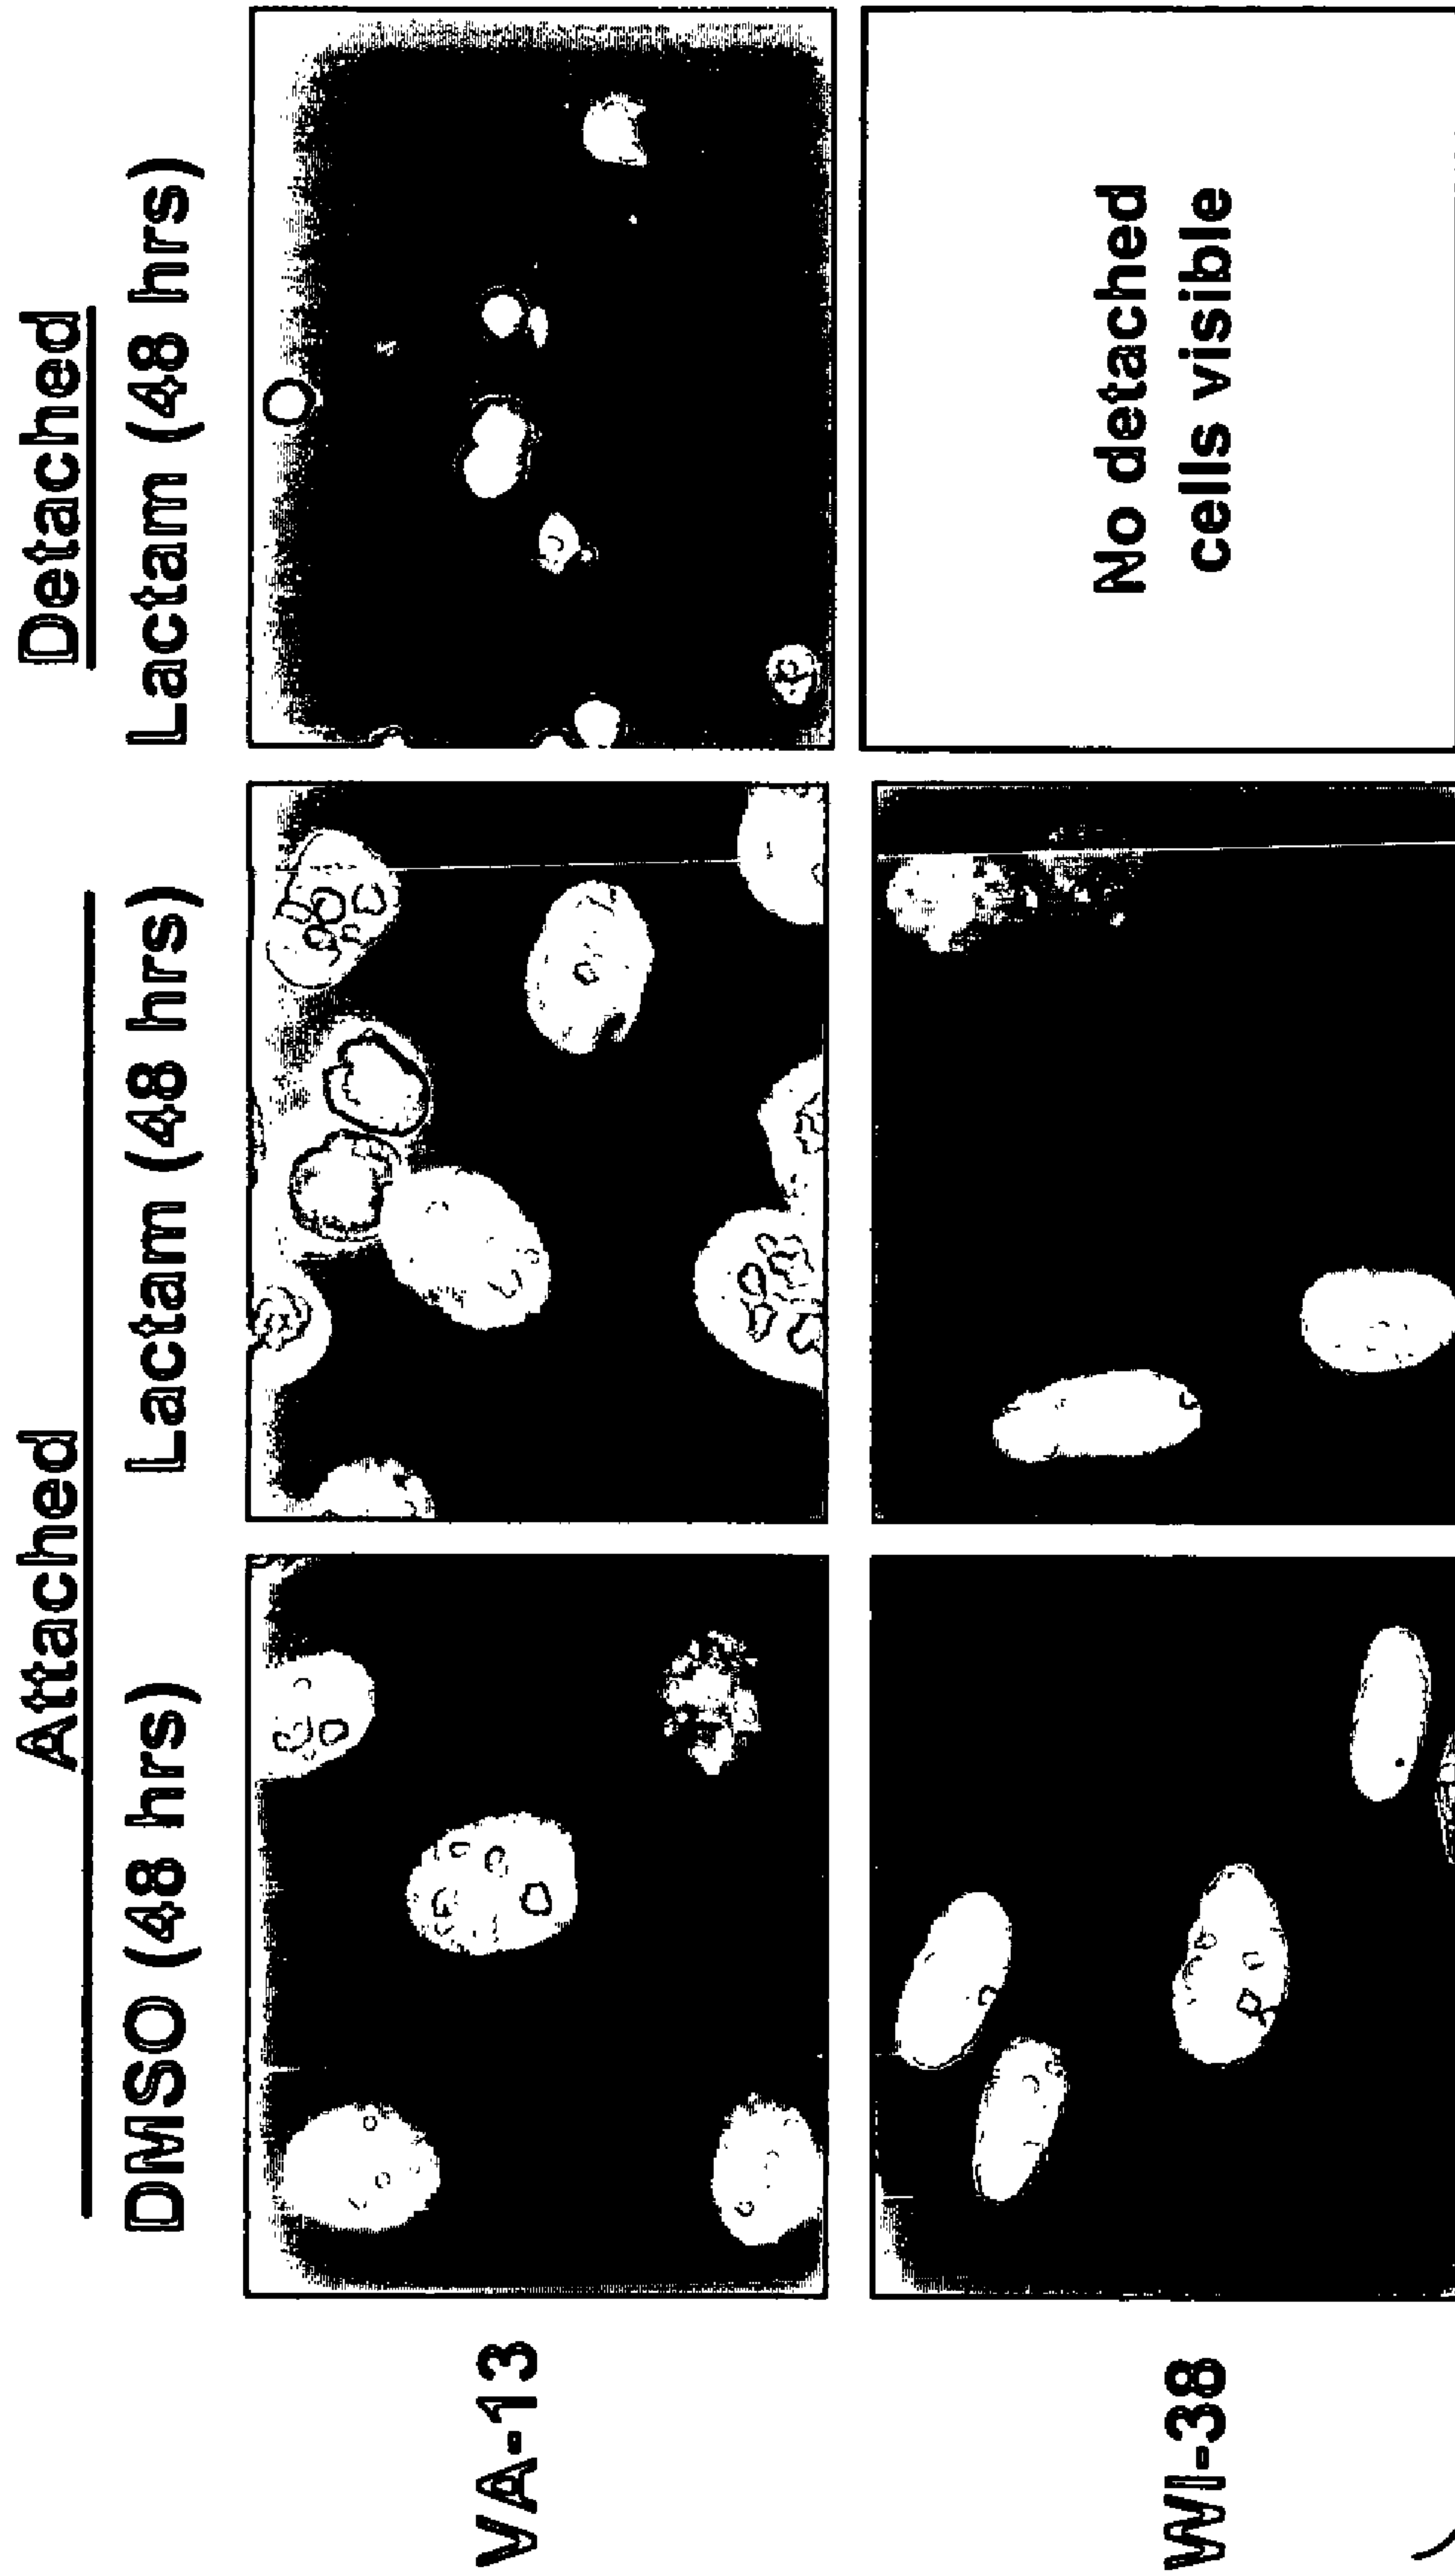 Attached
Detached
DMSO (48 hrs)
Lactam (48 hrs)
Lactam (48 hrs)
VA-13
WI-38
No detached
cells visible